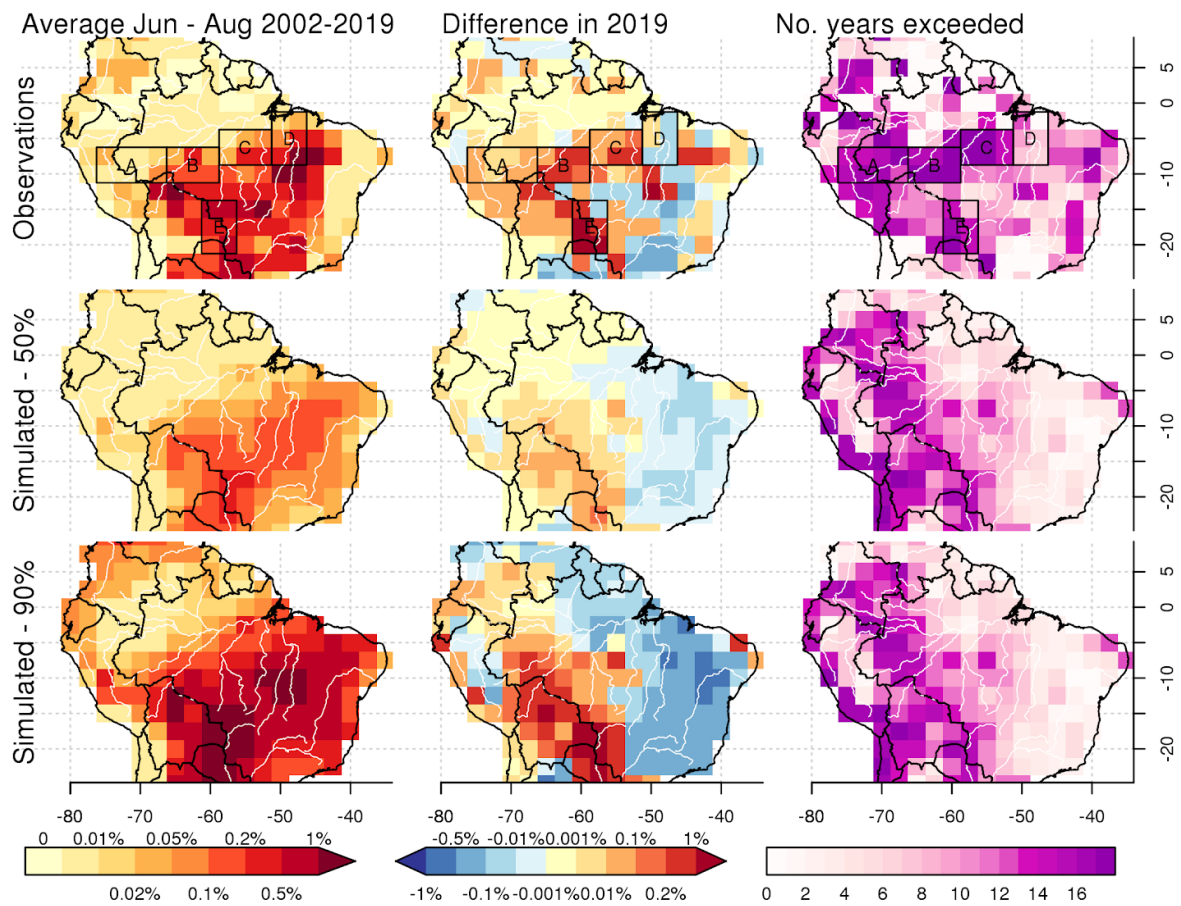 Average Jun - Aug 2002-2019
Difference in 2019
No. years exceeded
Observations
A
B
C
D
E
A
B
C
D
E
A
B
C
D
E
5
0
-10
-20
Simulated - 50%
5
0
-10
-20
Simulated - 90%
5
0
-10
-20
-80 -70 -60 -50 -40
-80 -70 -60 -50 -40
-80 -70 -60 -50 -40
0 0.01% 0.05% 0.2% 1%
0.02% 0.1% 0.5%
-0.5% -0.01% 0.001% 0.1% 1%
-1% -0.1% -0.001% 0.01% 0.2%
0 2 4 6 8 10 12 14 16